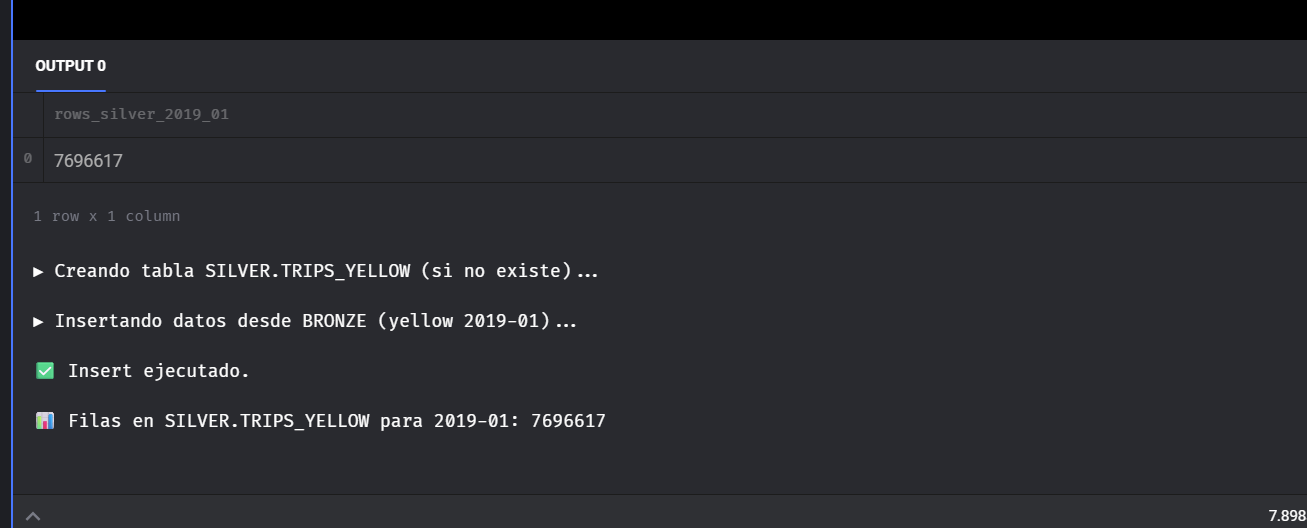 OUTPUT 0
rows_silver_2019_01
0 7696617
1 row x 1 column
▶ Creando tabla SILVER.TRIPS_YELLOW (si no existe)...
▶ Insertando datos desde BRONZE (yellow 2019-01)...
✅ Insert ejecutado.
📊 Filas en SILVER.TRIPS_YELLOW para 2019-01: 7696617
7.898